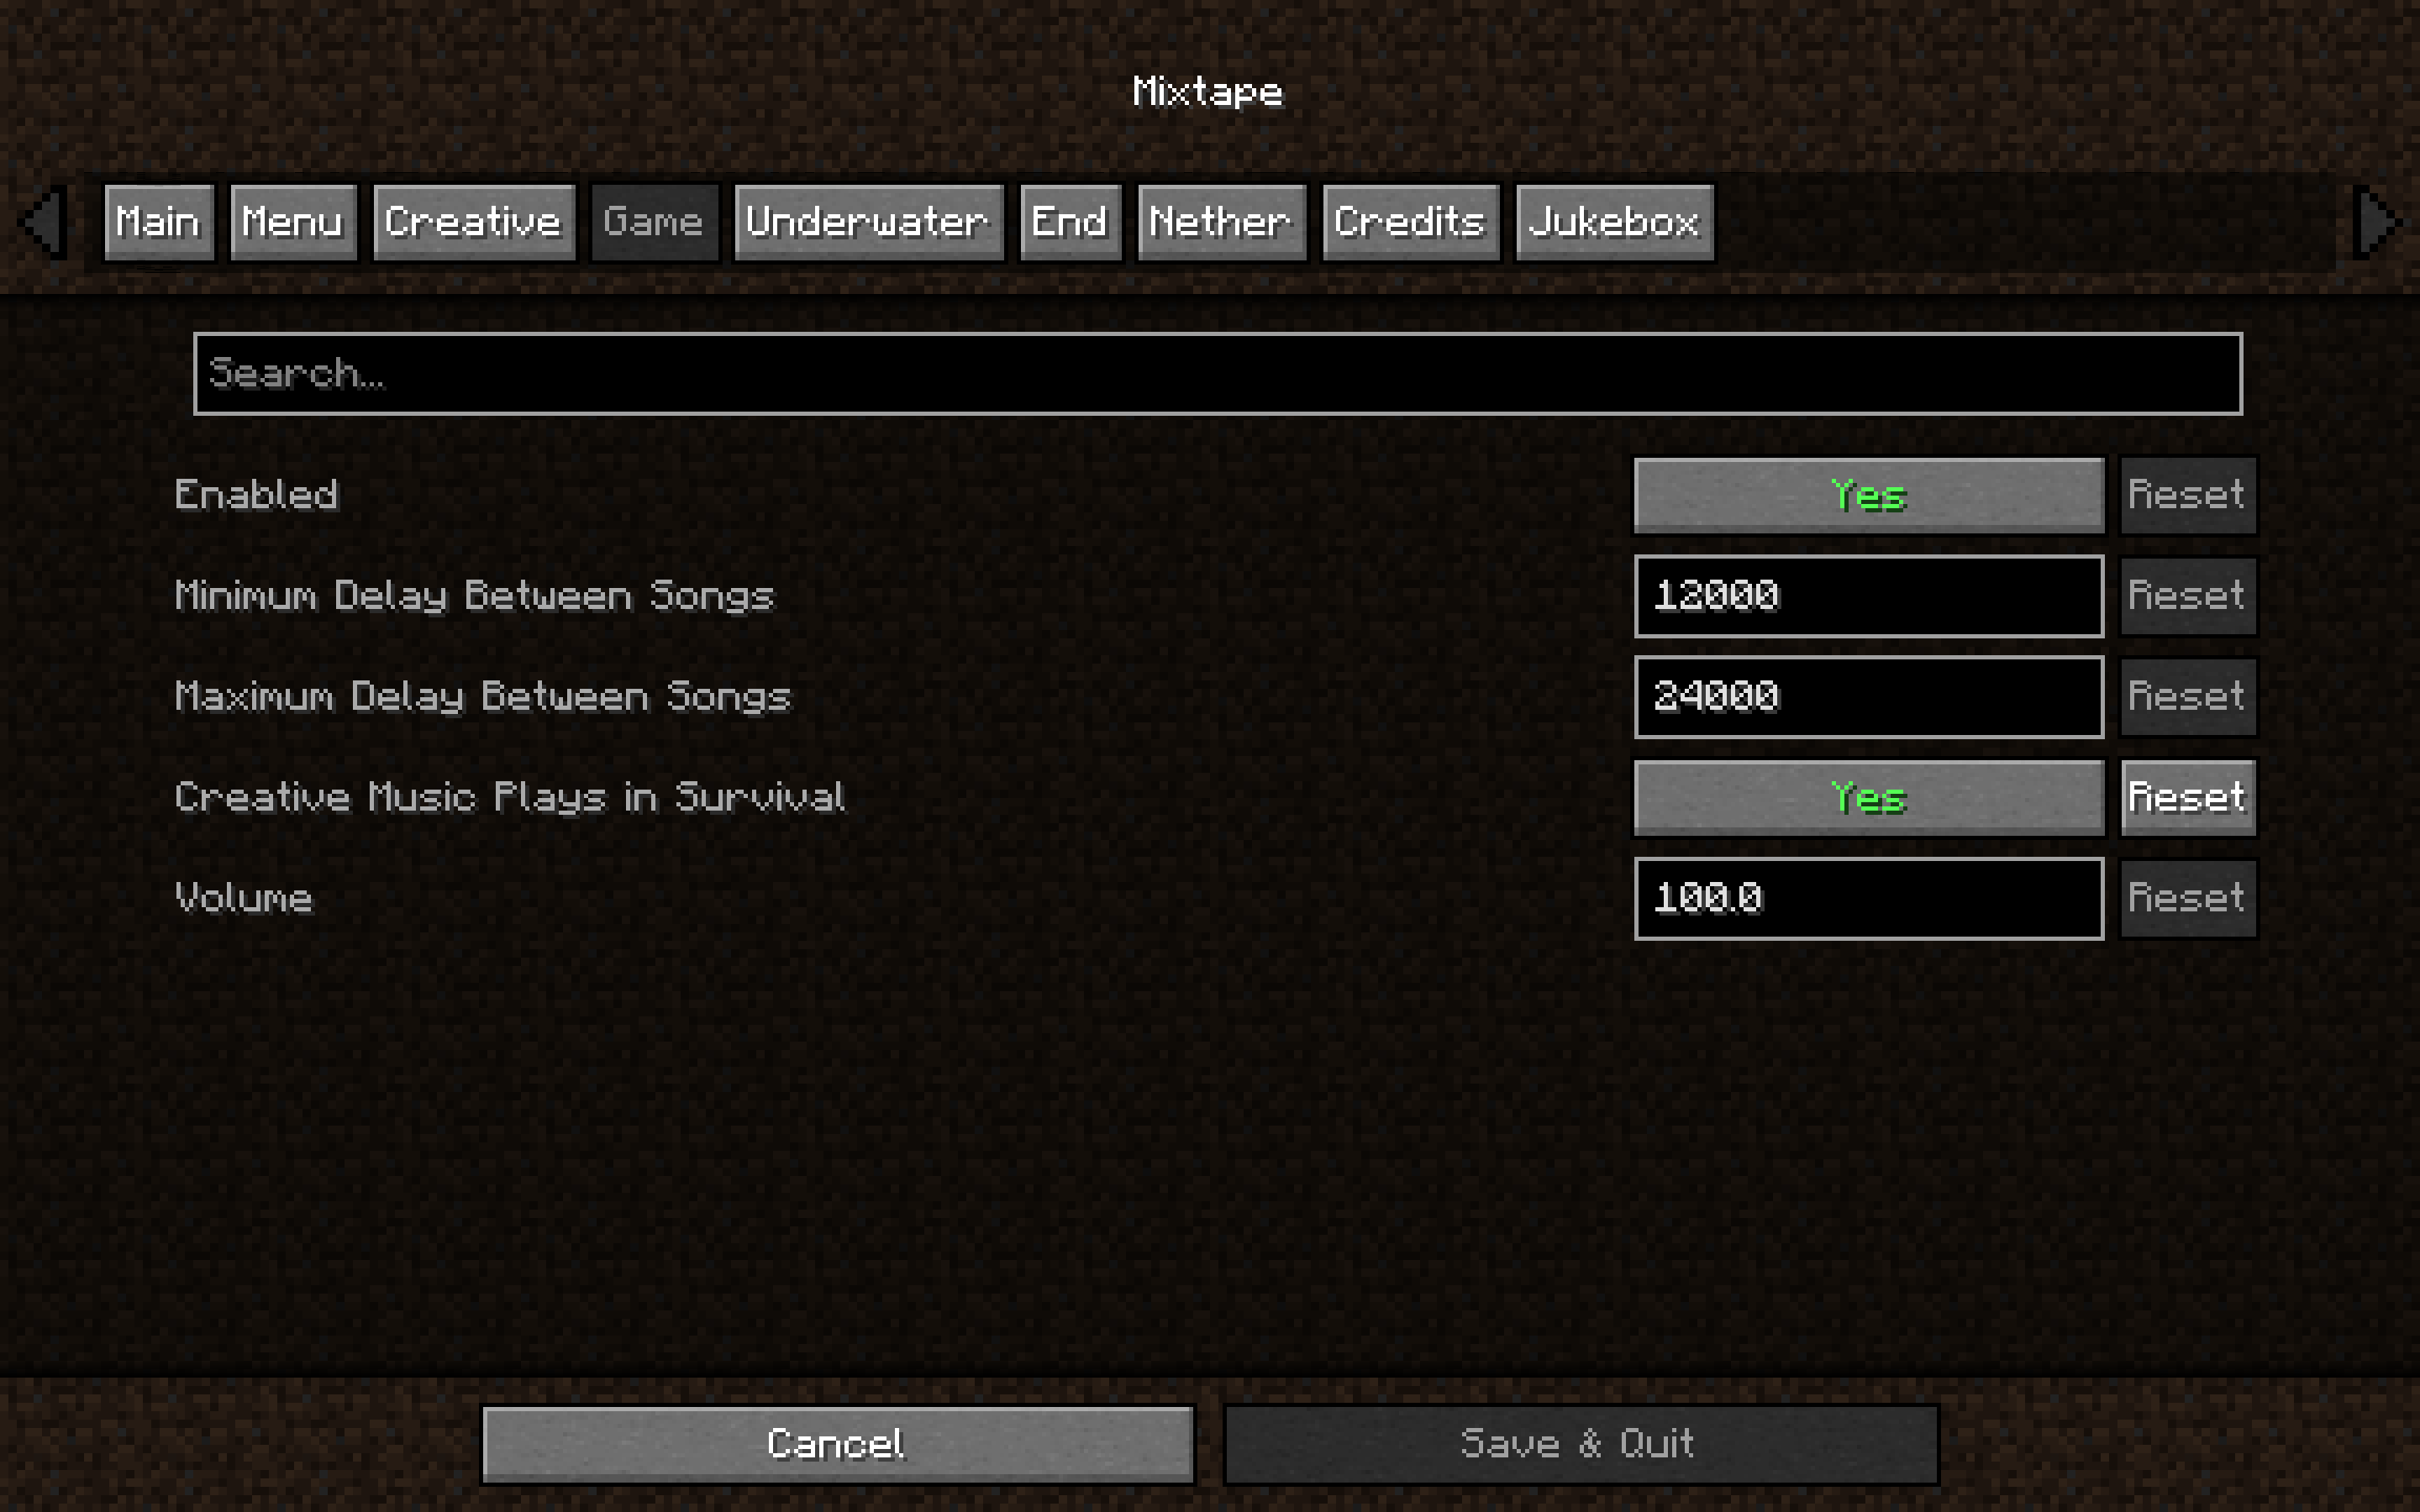 Mixtape
Main Menu Creative Game Underwater End Nether Credits Jukebox
Search...
Enabled Yes Reset
Minimum Delay Between Songs 12000 Reset
Maximum Delay Between Songs 24000 Reset
Creative Music Plays in Survival Yes Reset
Volume 100.0 Reset
Cancel Save & Quit